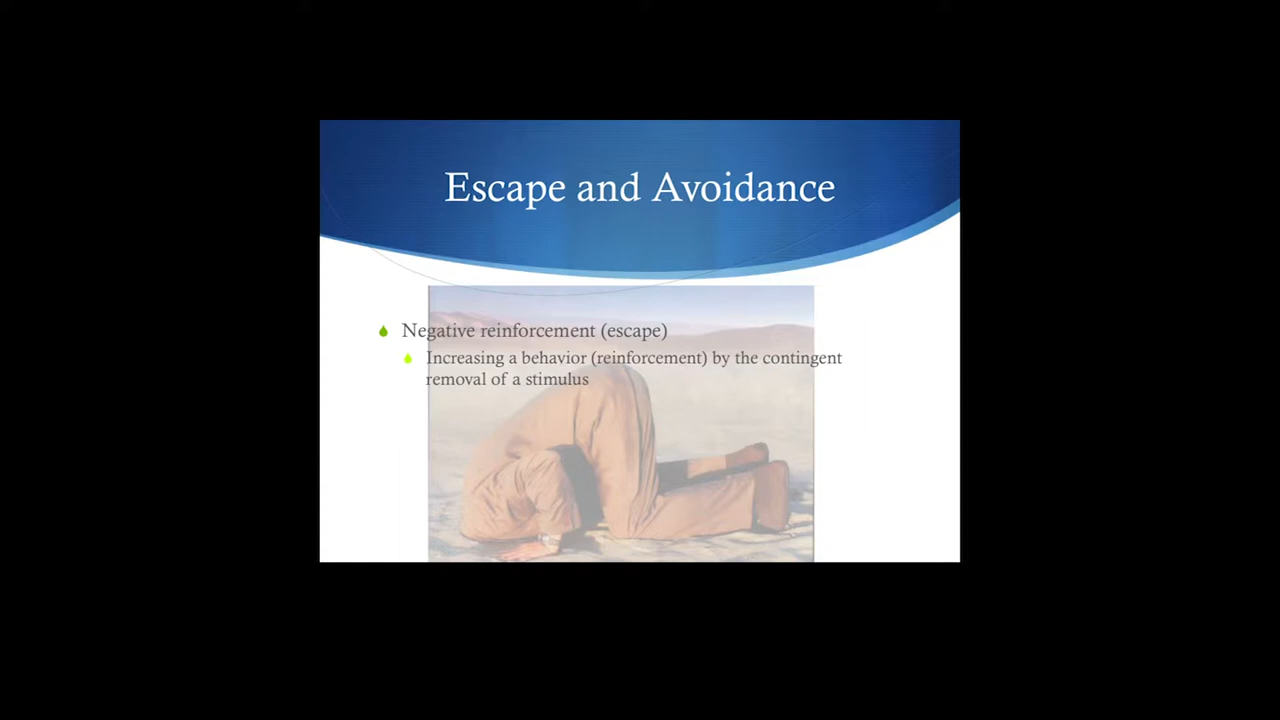 Escape and Avoidance
Negative reinforcement (escape)
Increasing a behavior (reinforcement) by the contingent
removal of a stimulus